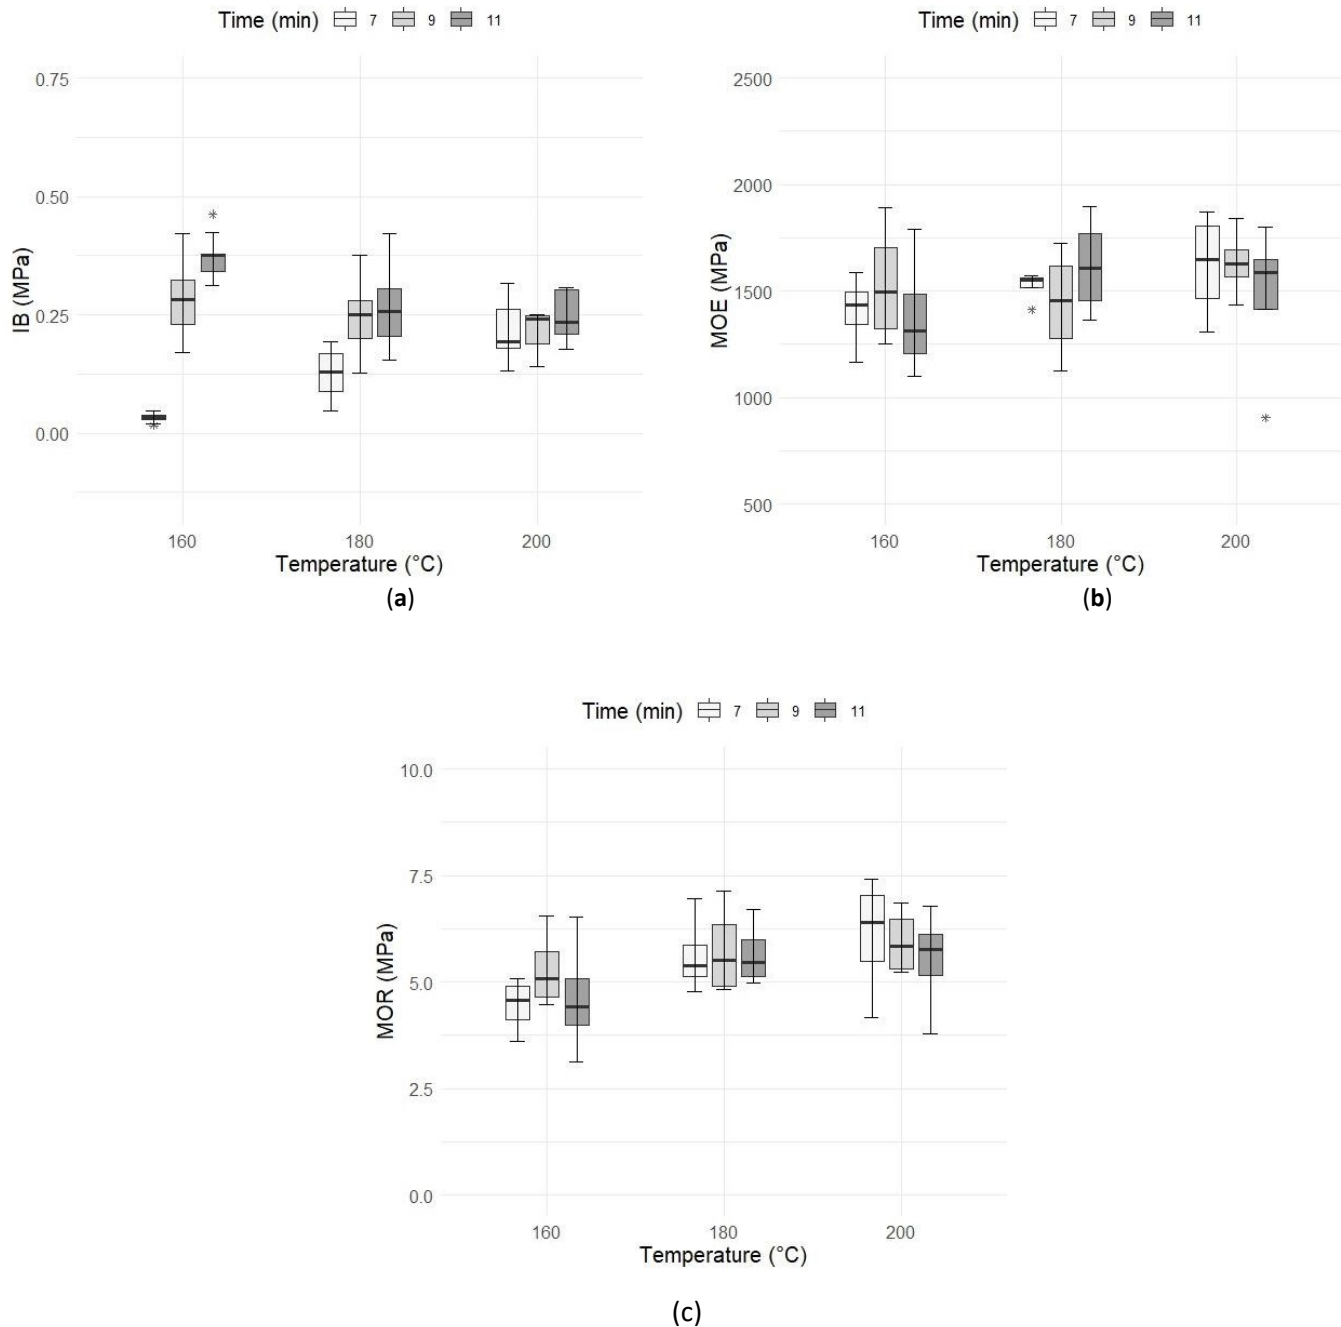 Time (min) 7 9 11
0.75
0.50
0.25
0.00
IB (MPa)
160 180 200
Temperature (°C)
(a)
Time (min) 7 9 11
2500
2000
1500
1000
500
MOE (MPa)
160 180 200
Temperature (°C)
(b)
Time (min) 7 9 11
10.0
7.5
5.0
2.5
0.0
MOR (MPa)
160 180 200
Temperature (°C)
(c)